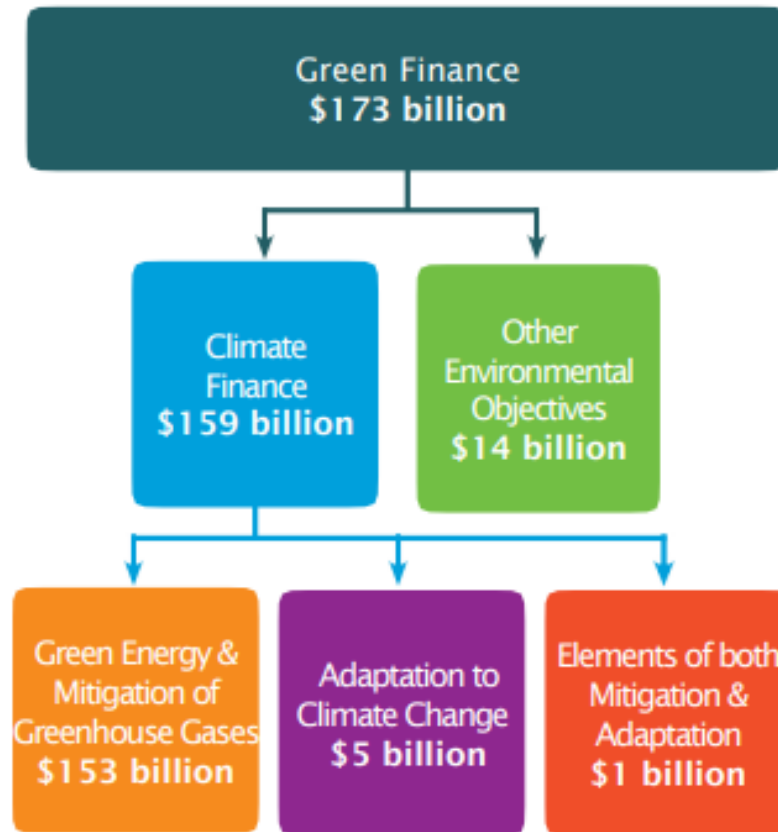 Green Finance
$173 billion
Climate
Finance
$159 billion
Other
Environmental
Objectives
$14 billion
Green Energy &
Mitigation of
Greenhouse Gases
$153 billion
Adaptation to
Climate Change
$5 billion
Elements of both
Mitigation &
Adaptation
$1 billion